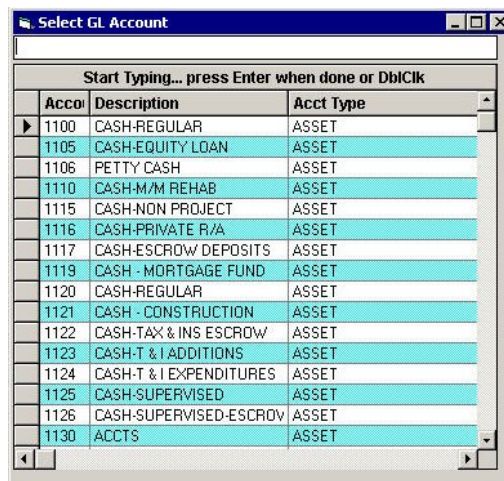 Select GL Account
Start Typing... press Enter when done or DblClk
Accou Description Acct Type
1100 CASH-REGULAR ASSET
1105 CASH-EQUITY LOAN ASSET
1106 PETTY CASH ASSET
1110 CASH-M/M REHAB ASSET
1115 CASH-NON PROJECT ASSET
1116 CASH-PRIVATE R/A ASSET
1117 CASH-ESCROW DEPOSITS ASSET
1119 CASH - MORTGAGE FUND ASSET
1120 CASH-REGULAR ASSET
1121 CASH - CONSTRUCTION ASSET
1122 CASH-TAX & INS ESCROW ASSET
1123 CASH-T & I ADDITIONS ASSET
1124 CASH-T & I EXPENDITURES ASSET
1125 CASH-SUPERVISED ASSET
1126 CASH-SUPERVISED-ESCROV ASSET
1130 ACCTS ASSET